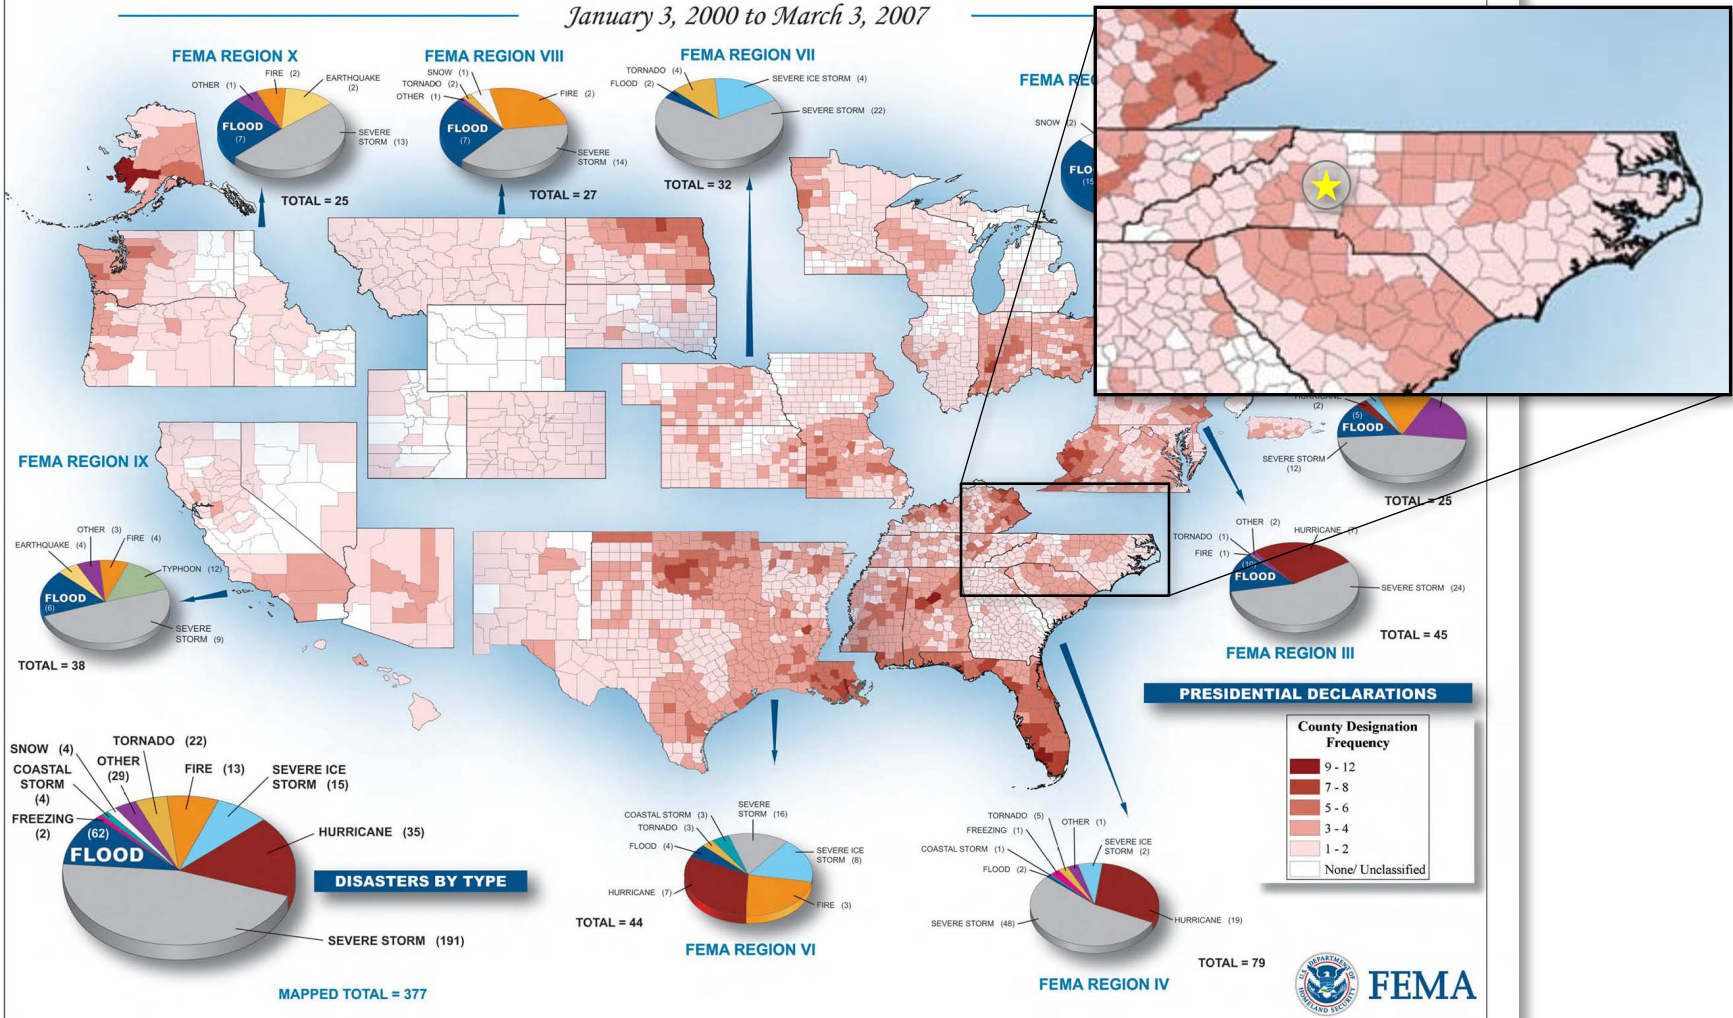 January 3, 2000 to March 3, 2007
FEMA REGION X
OTHER (1)
FIRE (2)
EARTHQUAKE
(2)
FLOOD
(7)
SEVERE
STORM (13)
TOTAL = 25
FEMA REGION VIII
SNOW (1)
TORNADO (2)
OTHER (1)
FIRE (2)
FLOOD
(7)
SEVERE
STORM (14)
TOTAL = 27
FEMA REGION VII
TORNADO (4)
FLOOD (2)
SEVERE ICE STORM (4)
SEVERE STORM (22)
TOTAL = 32
FEMA REG
SNOW (2)
FLO
(15
HURRICANE
(2)
(5)
FLOOD
SEVERE STORM
(12)
TOTAL = 25
FEMA REGION IX
OTHER (3)
EARTHQUAKE (4)
FIRE (4)
TYPHOON (12)
FLOOD
(6)
SEVERE
STORM (9)
TOTAL = 38
OTHER (2)
HURRICANE (7)
TORNADO (1)
FIRE (1)
(10)
FLOOD
SEVERE STORM (24)
TOTAL = 45
FEMA REGION III
PRESIDENTIAL DECLARATIONS
County Designation
Frequency
9 - 12
7 - 8
5 - 6
3 - 4
1 - 2
None/ Unclassified
SNOW (4)
TORNADO (22)
OTHER
(29)
FIRE (13)
SEVERE ICE
STORM (15)
COASTAL
STORM
(4)
FREEZING
(2)
(62)
FLOOD
HURRICANE (35)
DISASTERS BY TYPE
SEVERE STORM (191)
MAPPED TOTAL = 377
COASTAL STORM (3)
TORNADO (3)
SEVERE
STORM (16)
FLOOD (4)
SEVERE ICE
STORM (8)
HURRICANE (7)
FIRE (3)
TOTAL = 44
FEMA REGION VI
TORNADO (5)
OTHER (1)
FREEZING (1)
COASTAL STORM (1)
SEVERE ICE
STORM (2)
FLOOD (2)
HURRICANE (19)
SEVERE STORM (48)
TOTAL = 79
FEMA REGION IV
U.S. DEPARTMENT OF
HOMELAND SECURITY
FEMA